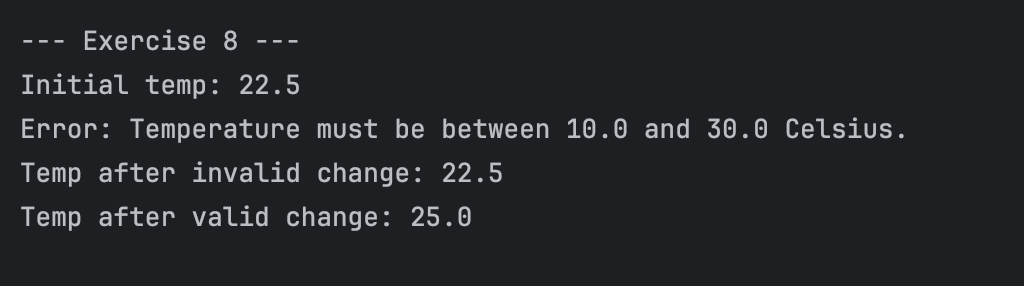 --- Exercise 8 ---
Initial temp: 22.5
Error: Temperature must be between 10.0 and 30.0 Celsius.
Temp after invalid change: 22.5
Temp after valid change: 25.0